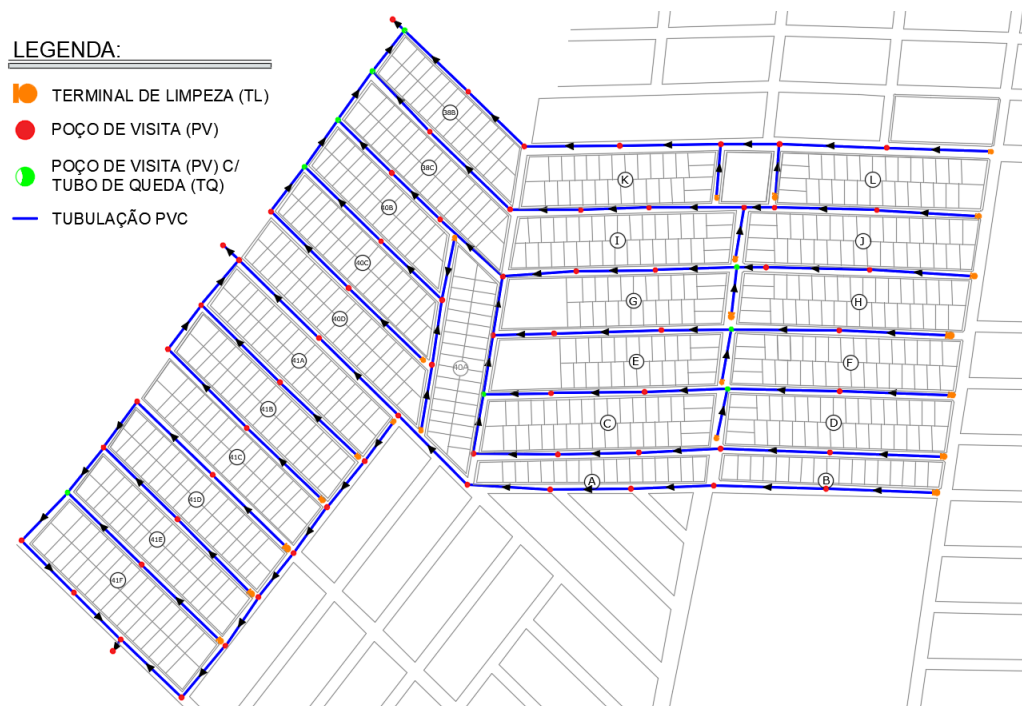 LEGENDA:
TERMINAL DE LIMPEZA (TL)
POÇO DE VISITA (PV)
POÇO DE VISITA (PV) C/
TUBO DE QUEDA (TQ)
TUBULAÇÃO PVC
38B
38C
40B
40C
40D
41A
41B
41C
41D
41E
41F
40A
K
L
I
J
G
H
E
F
C
D
A
B